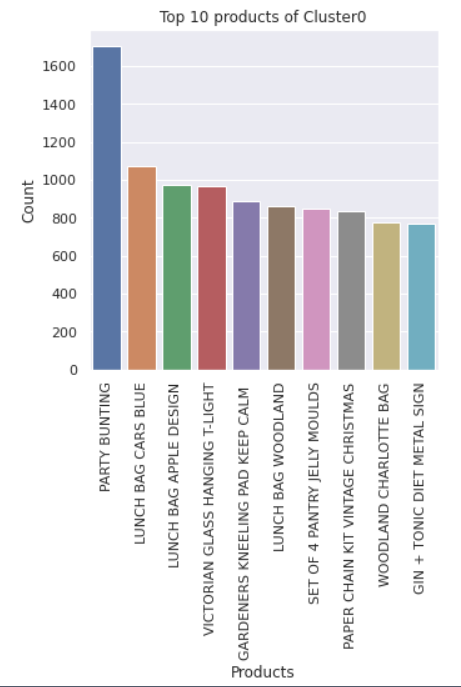 Top 10 products of Cluster0
Count
1600
1400
1200
1000
800
600
400
200
0
PARTY BUNTING
LUNCH BAG CARS BLUE
LUNCH BAG APPLE DESIGN
VICTORIAN GLASS HANGING T-LIGHT
GARDENERS KNEELING PAD KEEP CALM
LUNCH BAG WOODLAND
SET OF 4 PANTRY JELLY MOULDS
PAPER CHAIN KIT VINTAGE CHRISTMAS
WOODLAND CHARLOTTE BAG
GIN + TONIC DIET METAL SIGN
Products